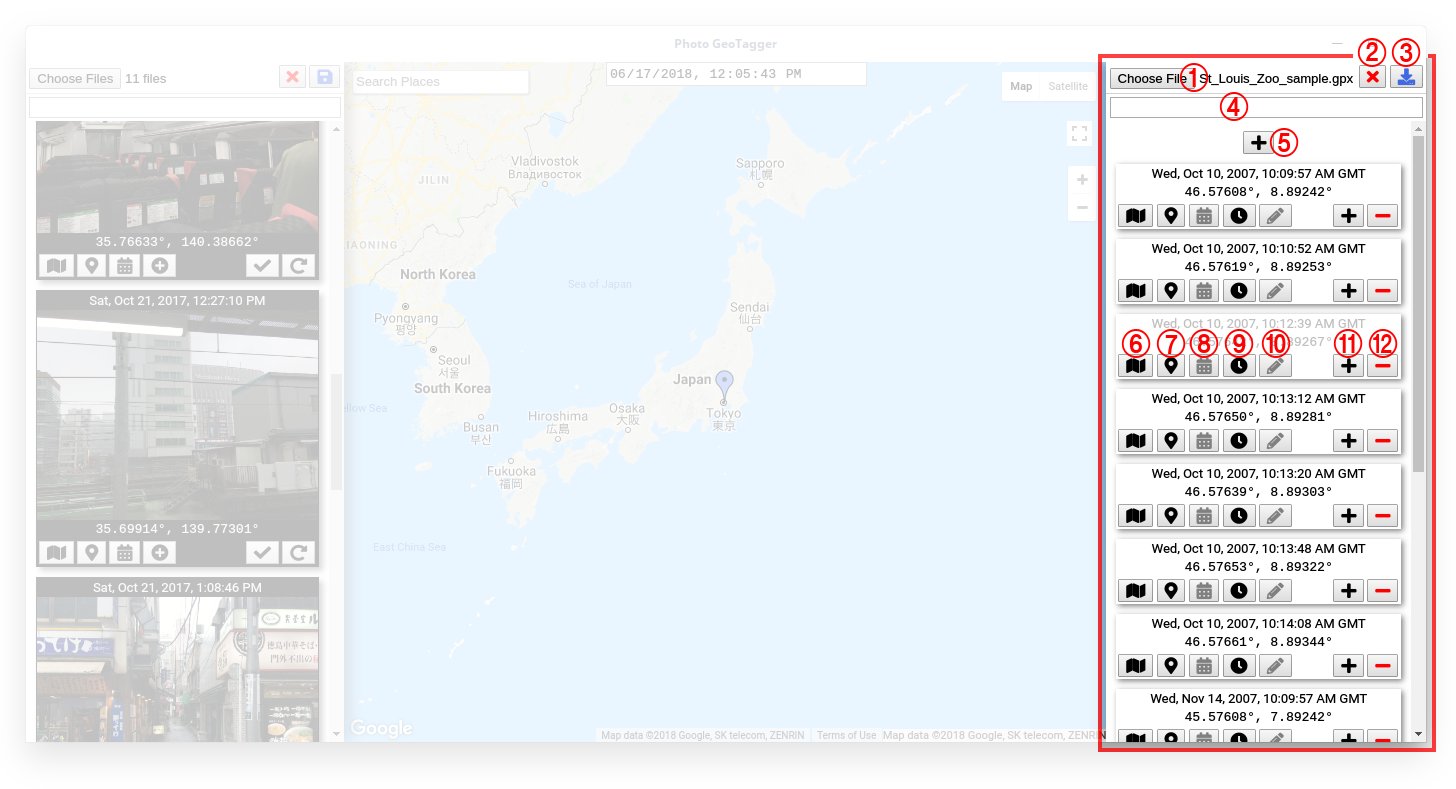 Photo GeoTagger
Choose Files 11 files
35.76633°, 140.38662°
Sat, Oct 21, 2017, 12:27:10 PM
35.69914°, 139.77301°
Sat, Oct 21, 2017, 1:08:46 PM
Search Places
06/17/2018, 12:05:43 PM
Map Satellite
Vladivostok
Владивосток
JILIN
Sapporo
札幌
IAONING
North Korea
Sea of Japan
Pyongyang
평양
Sendai
仙台
Seoul
서울
South Korea
Japan
Tokyo
東京
ellow Sea
Busan
부산
Hiroshima
広島
Osaka
大阪
Fukuoka
福岡
East China Sea
Google
Map data ©2018 Google, SK telecom, ZENRIN
Terms of Use
Map data ©2018 Google, SK telecom, ZENRIN
② ③
Choose File ① St_Louis_Zoo_sample.gpx
④
⑤
Wed, Oct 10, 2007, 10:09:57 AM GMT
46.57608°, 8.89242°
Wed, Oct 10, 2007, 10:10:52 AM GMT
46.57619°, 8.89253°
Wed, Oct 10, 2007, 10:12:39 AM GMT
⑥ ⑦ ⑧ ⑨ ⑩ ⑪ ⑫
Wed, Oct 10, 2007, 10:13:12 AM GMT
46.57650°, 8.89281°
Wed, Oct 10, 2007, 10:13:20 AM GMT
46.57639°, 8.89303°
Wed, Oct 10, 2007, 10:13:48 AM GMT
46.57653°, 8.89322°
Wed, Oct 10, 2007, 10:14:08 AM GMT
46.57661°, 8.89344°
Wed, Nov 14, 2007, 10:09:57 AM GMT
45.57608°, 7.89242°